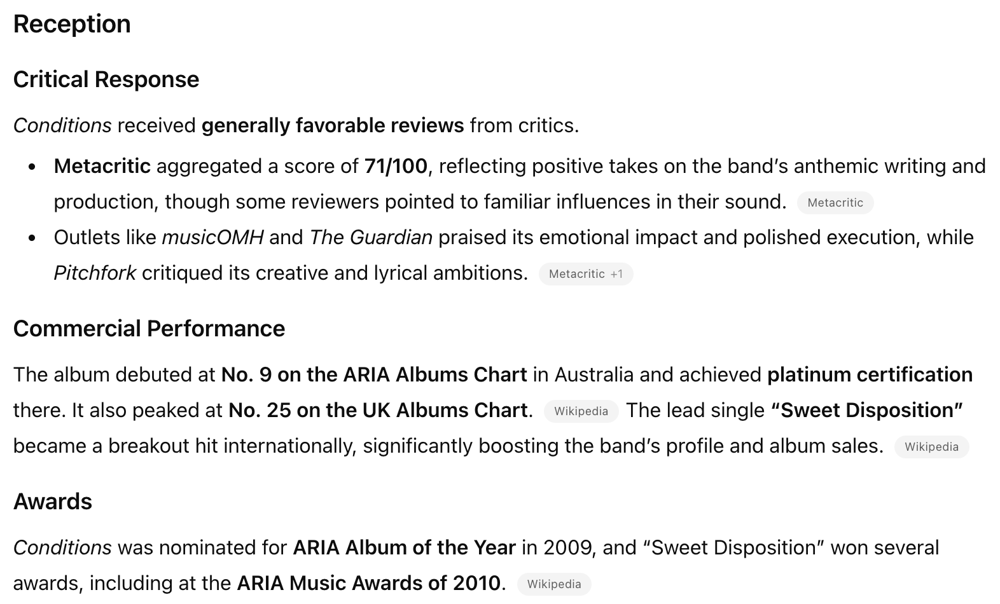 Reception
Critical Response
Conditions received generally favorable reviews from critics.
• Metacritic aggregated a score of 71/100, reflecting positive takes on the band’s anthemic writing and
production, though some reviewers pointed to familiar influences in their sound. Metacritic
• Outlets like musicOMH and The Guardian praised its emotional impact and polished execution, while
Pitchfork critiqued its creative and lyrical ambitions. Metacritic +1
Commercial Performance
The album debuted at No. 9 on the ARIA Albums Chart in Australia and achieved platinum certification
there. It also peaked at No. 25 on the UK Albums Chart. Wikipedia The lead single “Sweet Disposition”
became a breakout hit internationally, significantly boosting the band’s profile and album sales. Wikipedia
Awards
Conditions was nominated for ARIA Album of the Year in 2009, and “Sweet Disposition” won several
awards, including at the ARIA Music Awards of 2010. Wikipedia